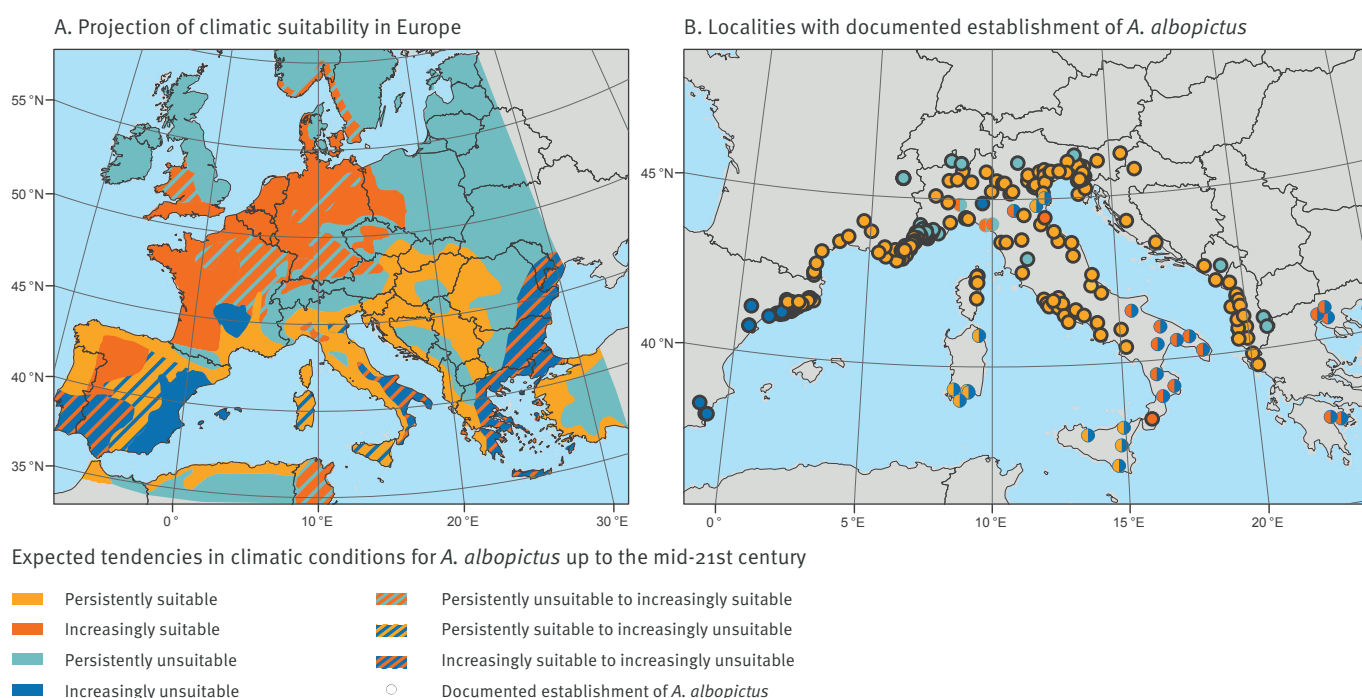 A. Projection of climatic suitability in Europe
B. Localities with documented establishment of A. albopictus
55 °N
50 °N
45 °N
40 °N
35 °N
0°
10 °E
20 °E
30 °E
45 °N
40 °N
0°
5 °E
10 °E
15 °E
20 °E
Expected tendencies in climatic conditions for A. albopictus up to the mid-21st century
Persistently suitable
Increasingly suitable
Persistently unsuitable
Increasingly unsuitable
Persistently unsuitable to increasingly suitable
Persistently suitable to increasingly unsuitable
Increasingly suitable to increasingly unsuitable
Documented establishment of A. albopictus